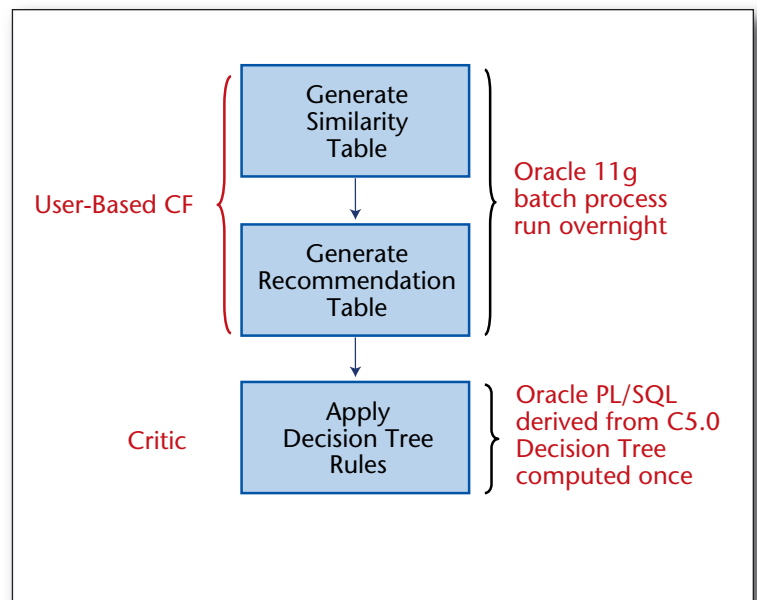 Generate
Similarity
Table
User-Based CF
Oracle 11g
batch process
run overnight
Generate
Recommendation
Table
Critic
Apply
Decision Tree
Rules
Oracle PL/SQL
derived from C5.0
Decision Tree
computed once